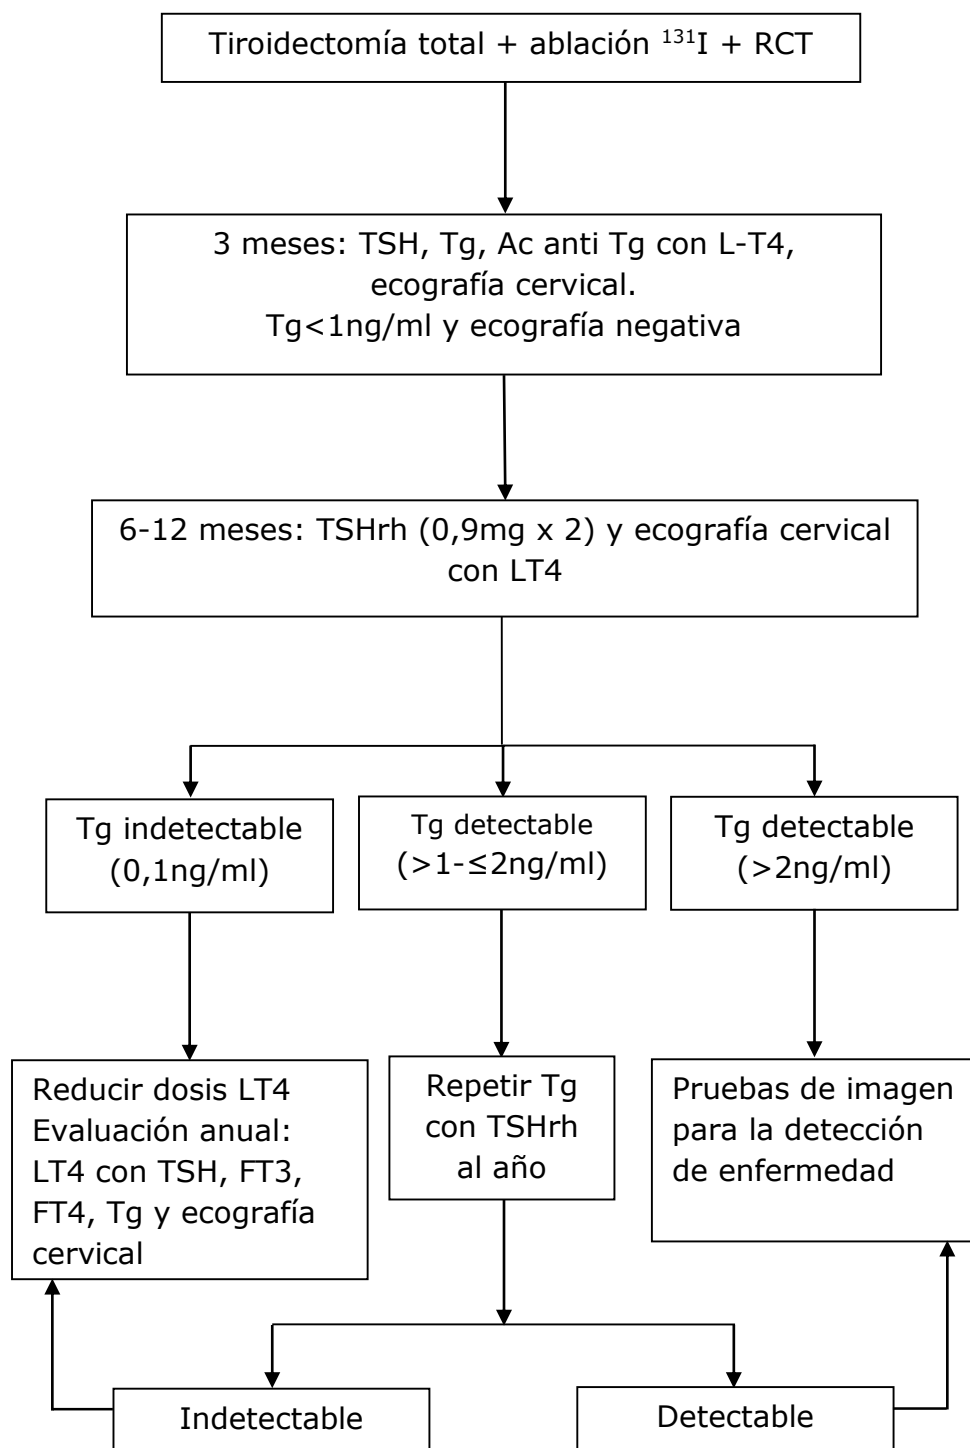 Tiroidectomía total + ablación ¹³¹I + RCT
3 meses: TSH, Tg, Ac anti Tg con L-T4,
ecografía cervical.
Tg<1ng/ml y ecografía negativa
6-12 meses: TSHrh (0,9mg x 2) y ecografía cervical
con LT4
Tg indetectable
(0,1ng/ml)
Tg detectable
(>1-≤2ng/ml)
Tg detectable
(>2ng/ml)
Reducir dosis LT4
Evaluación anual:
LT4 con TSH, FT3,
FT4, Tg y ecografía
cervical
Repetir Tg
con TSHrh
al año
Pruebas de imagen
para la detección
de enfermedad
Indetectable
Detectable